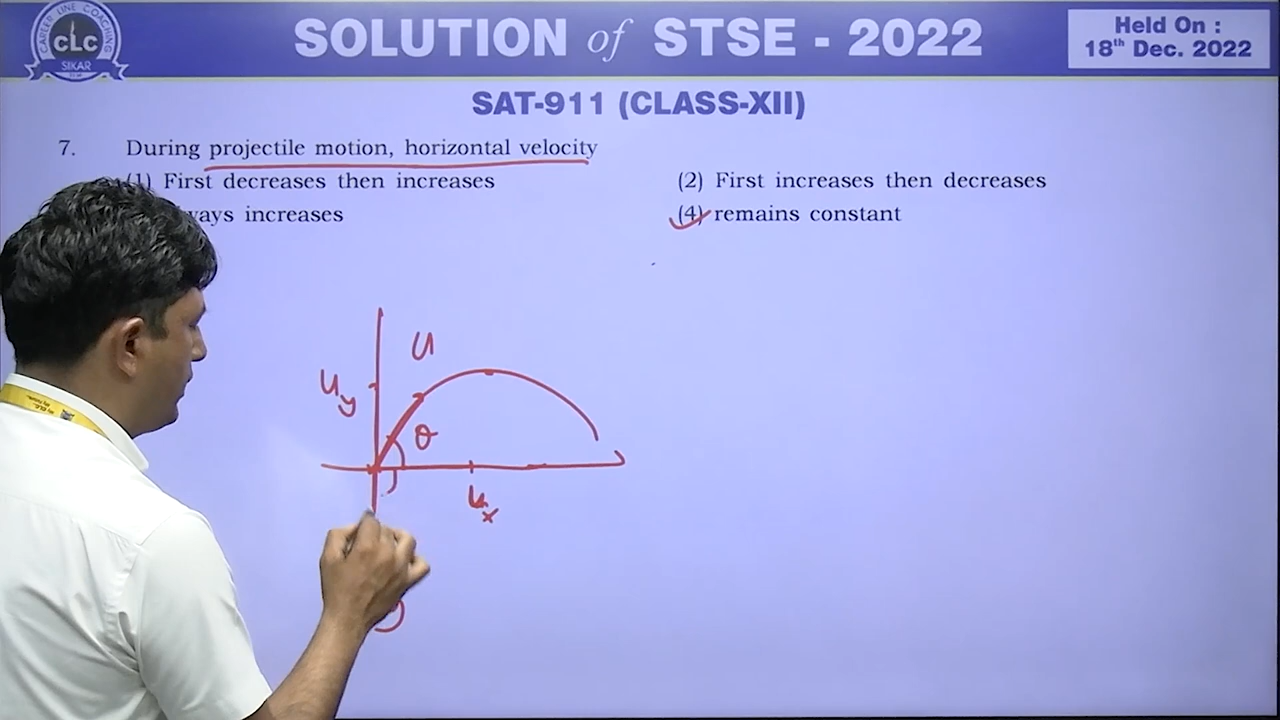 CAREER LINE COACHING
CLC
SIKAR
SOLUTION of STSE - 2022
Held On :
18th Dec. 2022
SAT-911 (CLASS-XII)
7. During projectile motion, horizontal velocity
(1) First decreases then increases (2) First increases then decreases
increases (4) remains constant
u
uy
θ
ux